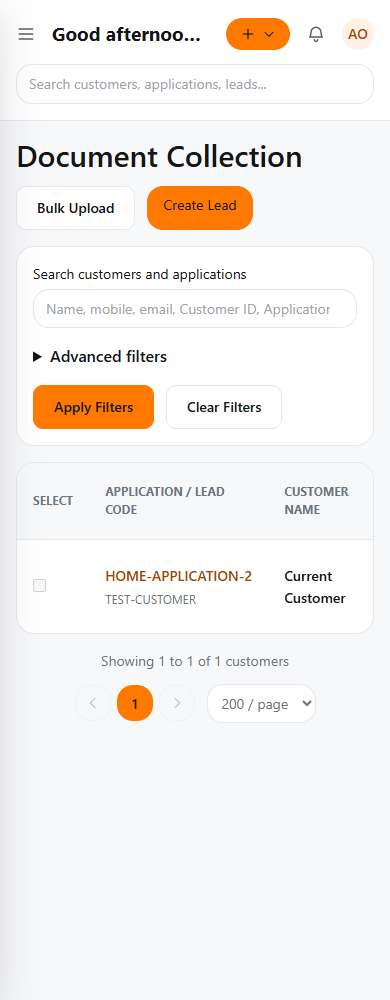 Good afternoo...
AO
Search customers, applications, leads...
Document Collection
Bulk Upload
Create Lead
Search customers and applications
Name, mobile, email, Customer ID, Application
Advanced filters
Apply Filters
Clear Filters
SELECT
APPLICATION / LEAD
CODE
CUSTOMER
NAME
HOME-APPLICATION-2
TEST-CUSTOMER
Current
Customer
Showing 1 to 1 of 1 customers
1
200 / page